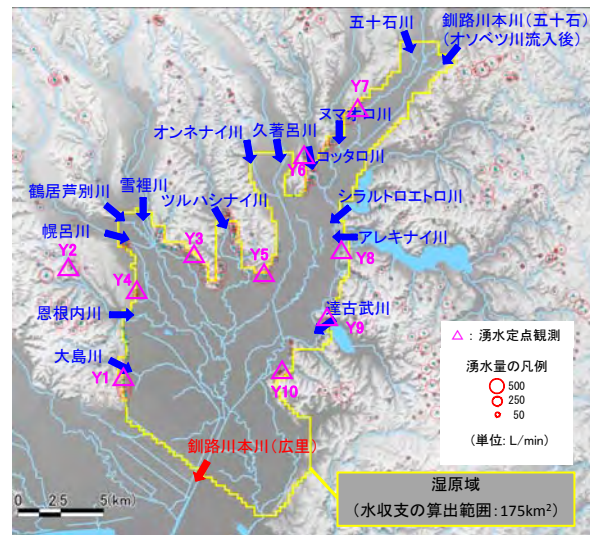 五十石川
釧路川本川(五十石)
(オソベツ川流入後)
Y7
ヌマオロ川
久著呂川
オンネナイ川
コッタロ川
Y6
鶴居芦別川
雪裡川
ツルハシナイ川
シラルトロエトロ川
幌呂川
アレキナイ川
Y2
Y3
Y5
Y8
Y4
恩根内川
達古武川
Y9
大島川
Y1
Y10
△ : 湧水定点観測
湧水量の凡例
500
250
50
(単位: L/min)
釧路川本川(広里)
0 2.5 5(km)
湿原域
(水収支の算出範囲:175km²)